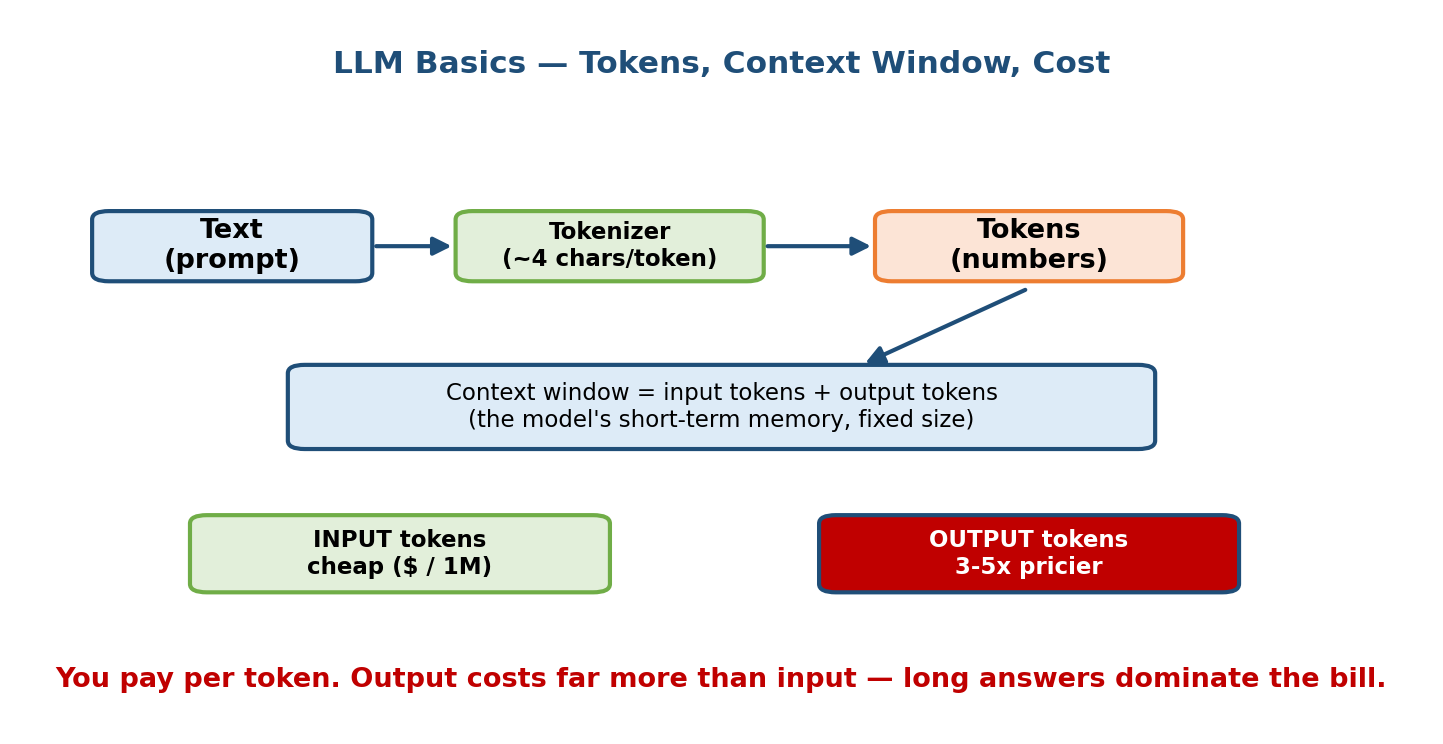 LLM Basics — Tokens, Context Window, Cost
Text
(prompt)
Tokenizer
(~4 chars/token)
Tokens
(numbers)
Context window = input tokens + output tokens
(the model's short-term memory, fixed size)
INPUT tokens
cheap ($ / 1M)
OUTPUT tokens
3-5x pricier
You pay per token. Output costs far more than input — long answers dominate the bill.